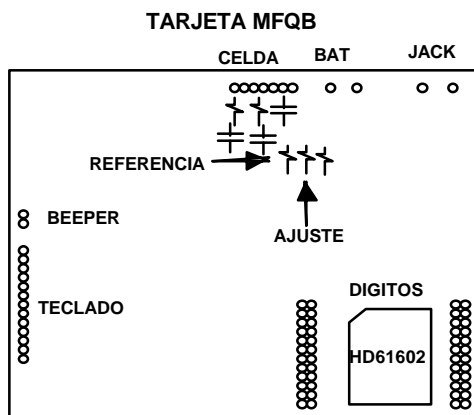 TARJETA MFQB
CELDA BAT JACK
REFERENCIA
AJUSTE
BEEPER
TECLADO
DIGITOS
HD61602